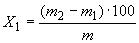 X₁ = (m₂ − m₁) · 100 / m